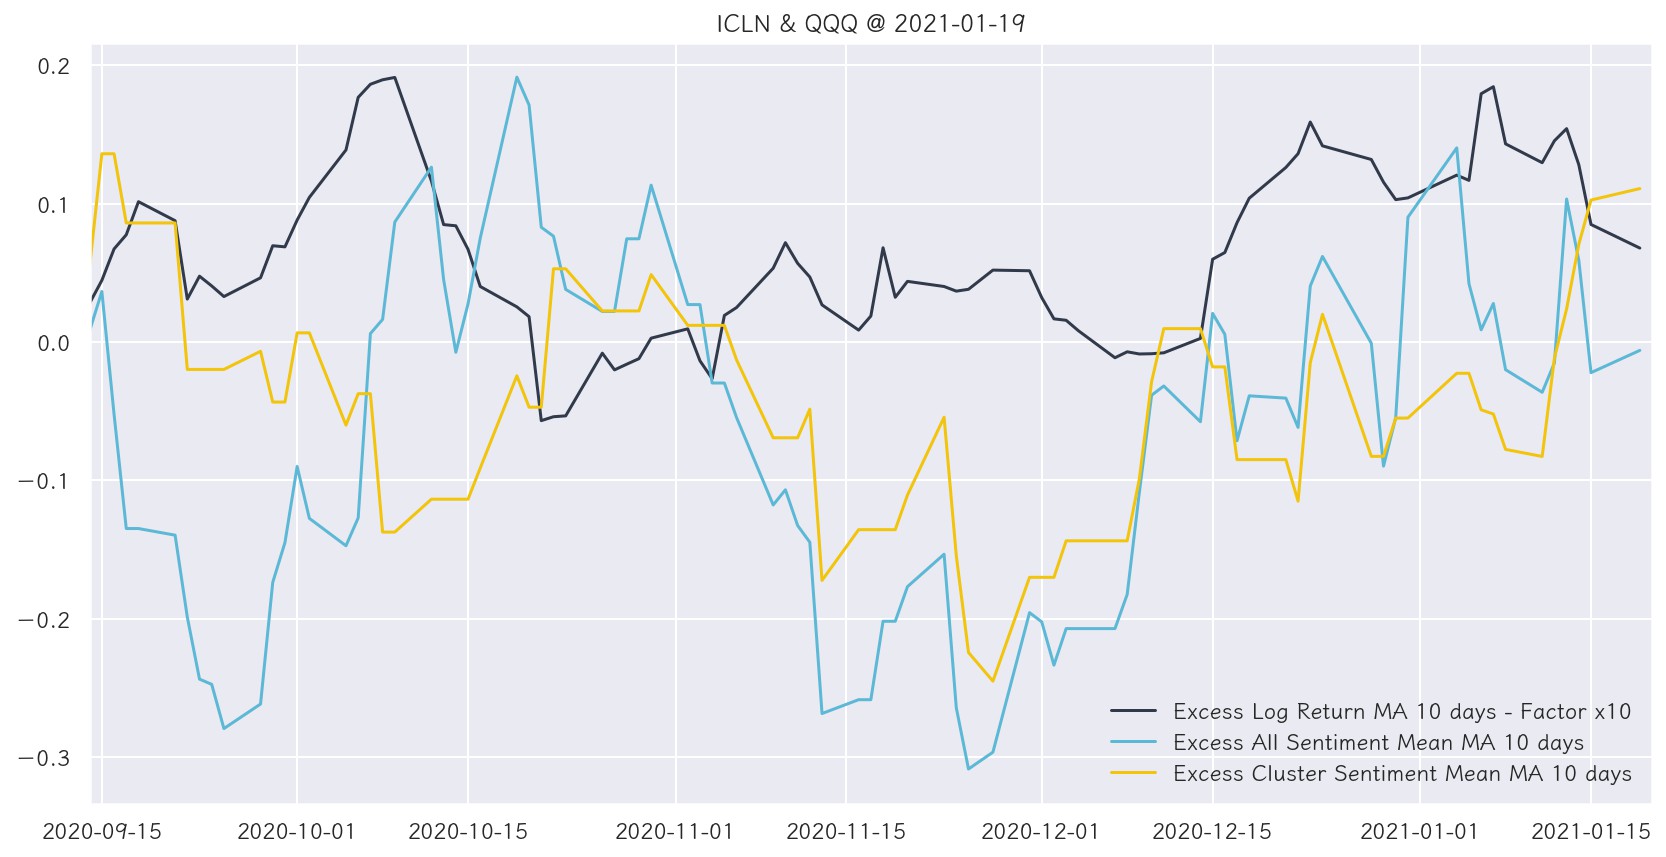 ICLN & QQQ @ 2021-01-19
0.2
0.1
0.0
−0.1
−0.2
−0.3
Excess Log Return MA 10 days - Factor x10
Excess All Sentiment Mean MA 10 days
Excess Cluster Sentiment Mean MA 10 days
2020-09-15 2020-10-01 2020-10-15 2020-11-01 2020-11-15 2020-12-01 2020-12-15 2021-01-01 2021-01-15